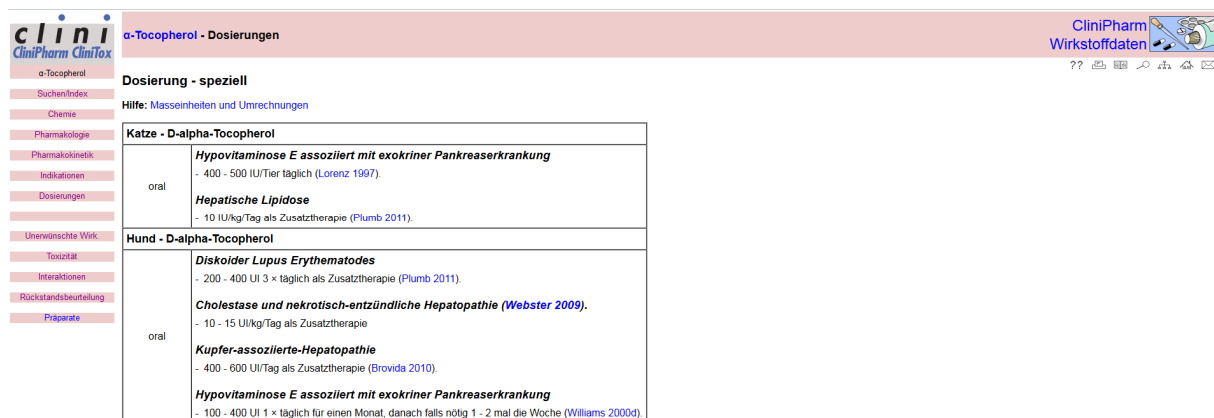 clini
CliniPharm CliniTox
α-Tocopherol - Dosierungen
CliniPharm
Wirkstoffdaten
??
α-Tocopherol
Suchen/Index
Chemie
Pharmakologie
Pharmakokinetik
Indikationen
Dosierungen
Unerwünschte Wirk.
Toxizität
Interaktionen
Rückstandsbeurteilung
Präparate
Dosierung - speziell
Hilfe: Masseinheiten und Umrechnungen
Katze - D-alpha-Tocopherol
oral
Hypovitaminose E assoziiert mit exokriner Pankreaserkrankung
- 400 - 500 IU/Tier täglich (Lorenz 1997).
Hepatische Lipidose
- 10 IU/kg/Tag als Zusatztherapie (Plumb 2011).
Hund - D-alpha-Tocopherol
oral
Diskoider Lupus Erythematodes
- 200 - 400 UI 3 × täglich als Zusatztherapie (Plumb 2011).
Cholestase und nekrotisch-entzündliche Hepatopathie (Webster 2009).
- 10 - 15 UI/kg/Tag als Zusatztherapie
Kupfer-assoziierte-Hepatopathie
- 400 - 600 UI/Tag als Zusatztherapie (Brovida 2010).
Hypovitaminose E assoziiert mit exokriner Pankreaserkrankung
- 100 - 400 UI 1 × täglich für einen Monat, danach falls nötig 1 - 2 mal die Woche (Williams 2000d).